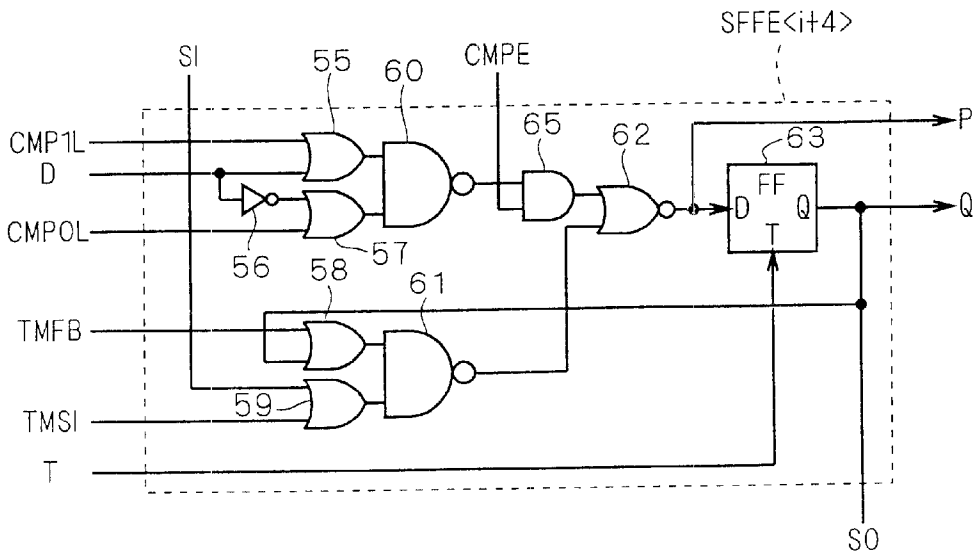 SFFE<i+4>
SI
CMPE
55
60
65
62
63
P
CMP1L
D
FF
D
Q
T
Q
56
57
CMP0L
58
61
TMFB
59
TMSI
T
SO